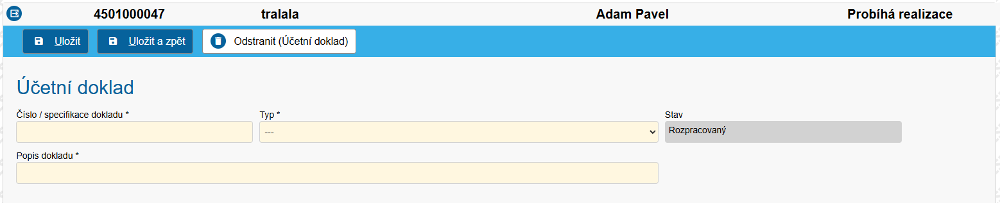 4501000047 tralala Adam Pavel Probíhá realizace
Uložit Uložit a zpět Odstranit (Účetní doklad)
Účetní doklad
Číslo / specifikace dokladu * Typ * Stav
--- Rozpracovaný
Popis dokladu *